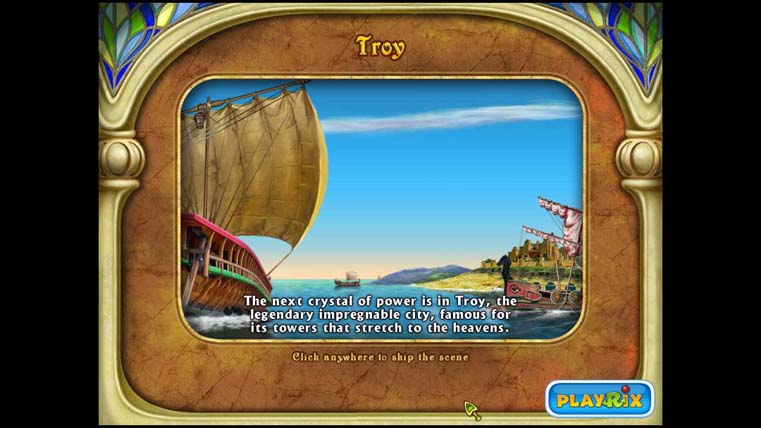 Troy
The next crystal of power is in Troy, the
legendary impregnable city, famous for
its towers that stretch to the heavens.
Click anywhere to skip the scene
PLAYRIX